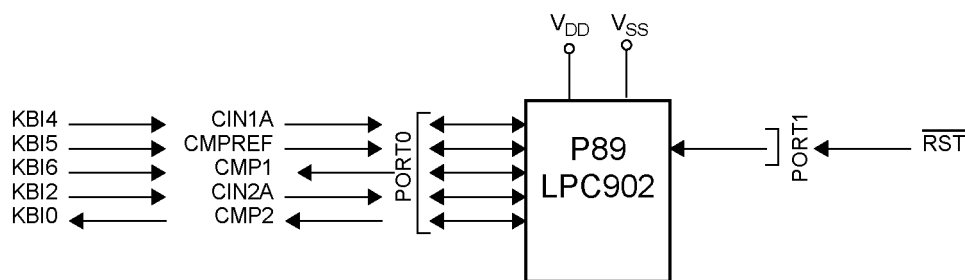 VDD VSS
KBI4 CIN1A
KBI5 CMPREF
KBI6 CMP1
KBI2 CIN2A
KBI0 CMP2
PORT0
P89
LPC902
PORT1
RST